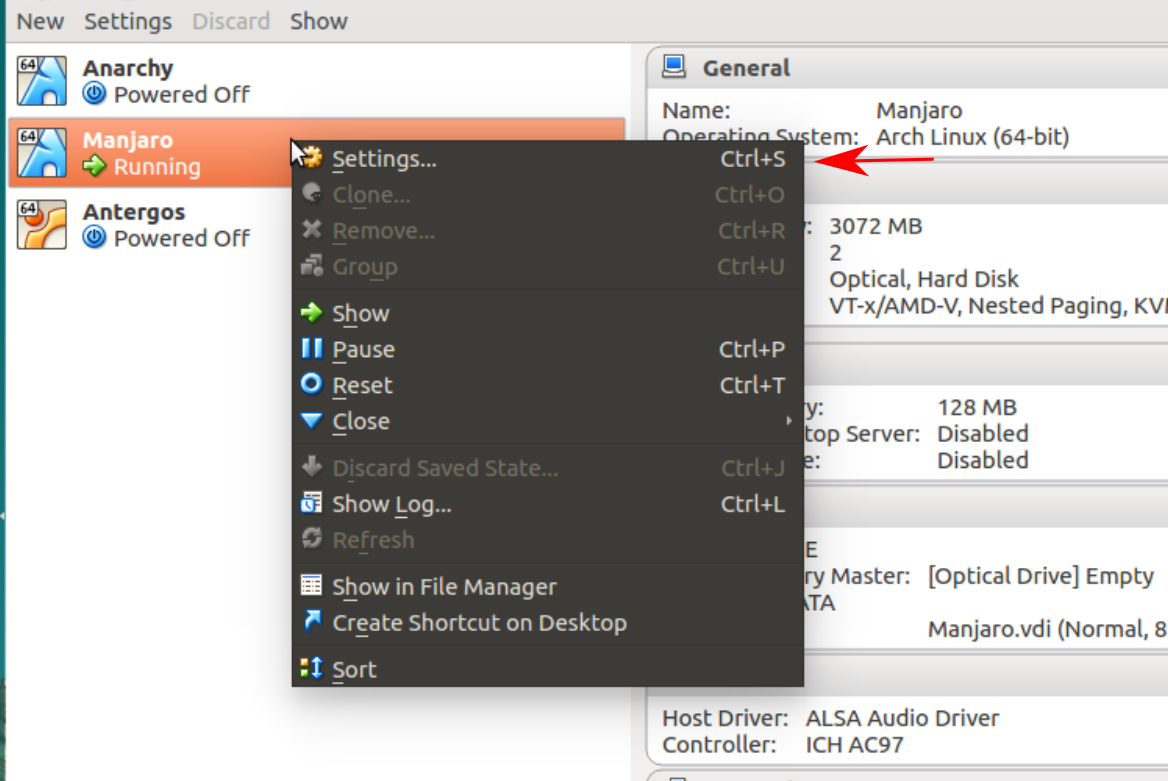 New Settings Discard Show
64
Anarchy
Powered Off
64
Manjaro
Running
64
Antergos
Powered Off
Settings... Ctrl+S
Clone... Ctrl+O
Remove... Ctrl+R
Group Ctrl+U
Show
Pause Ctrl+P
Reset Ctrl+T
Close
Discard Saved State... Ctrl+J
Show Log... Ctrl+L
Refresh
Show in File Manager
Create Shortcut on Desktop
Sort
General
Name: Manjaro
Operating System: Arch Linux (64-bit)
y: 3072 MB
2
Optical, Hard Disk
VT-x/AMD-V, Nested Paging,
ry: 128 MB
top Server: Disabled
e: Disabled
E
ry Master: [Optical Drive] Empty
ATA
Manjaro.vdi (Normal, 8
Host Driver: ALSA Audio Driver
Controller: ICH AC97